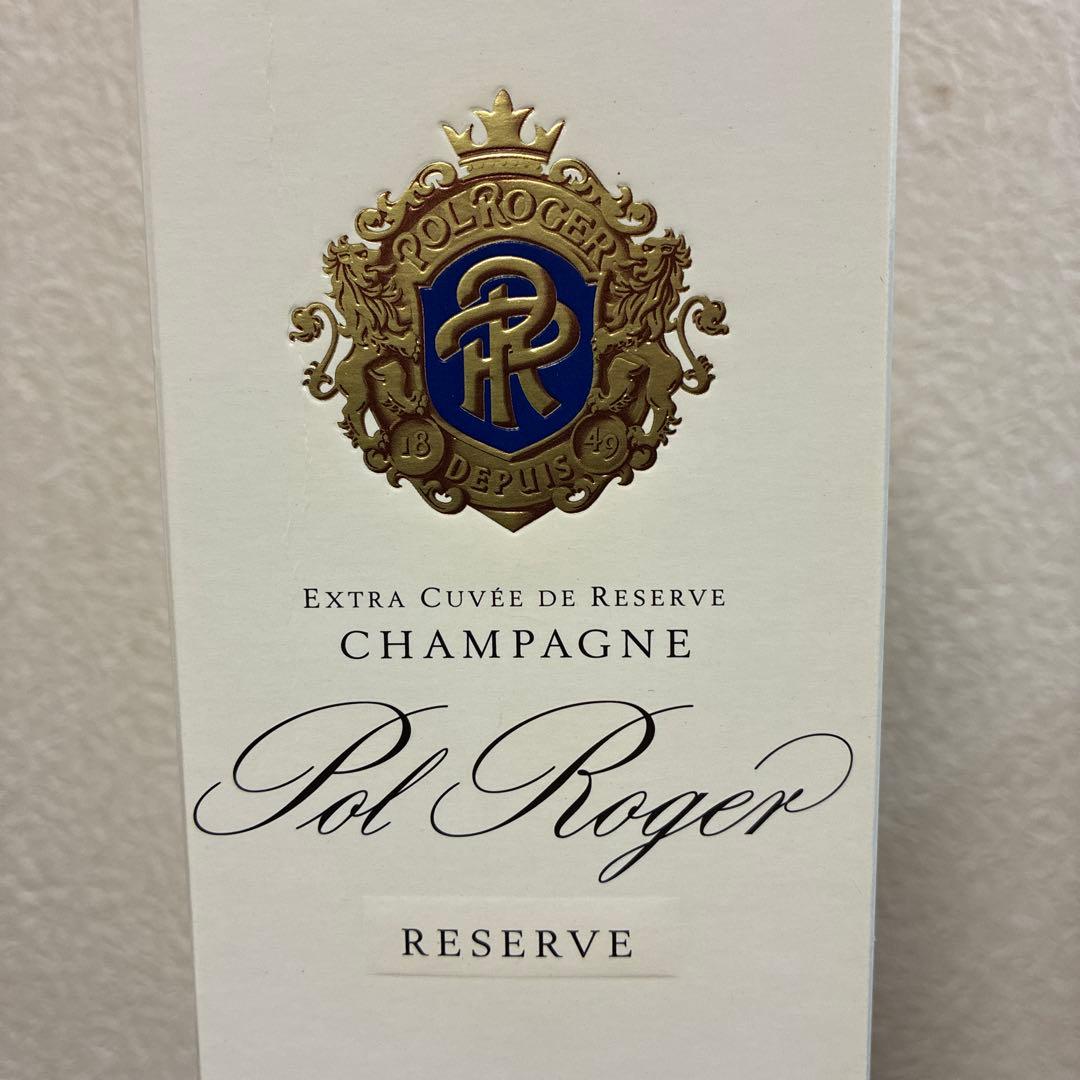 POL ROGER
PR
18 49
DEPUIS
EXTRA CUVÉE DE RESERVE
CHAMPAGNE
Pol Roger
RESERVE